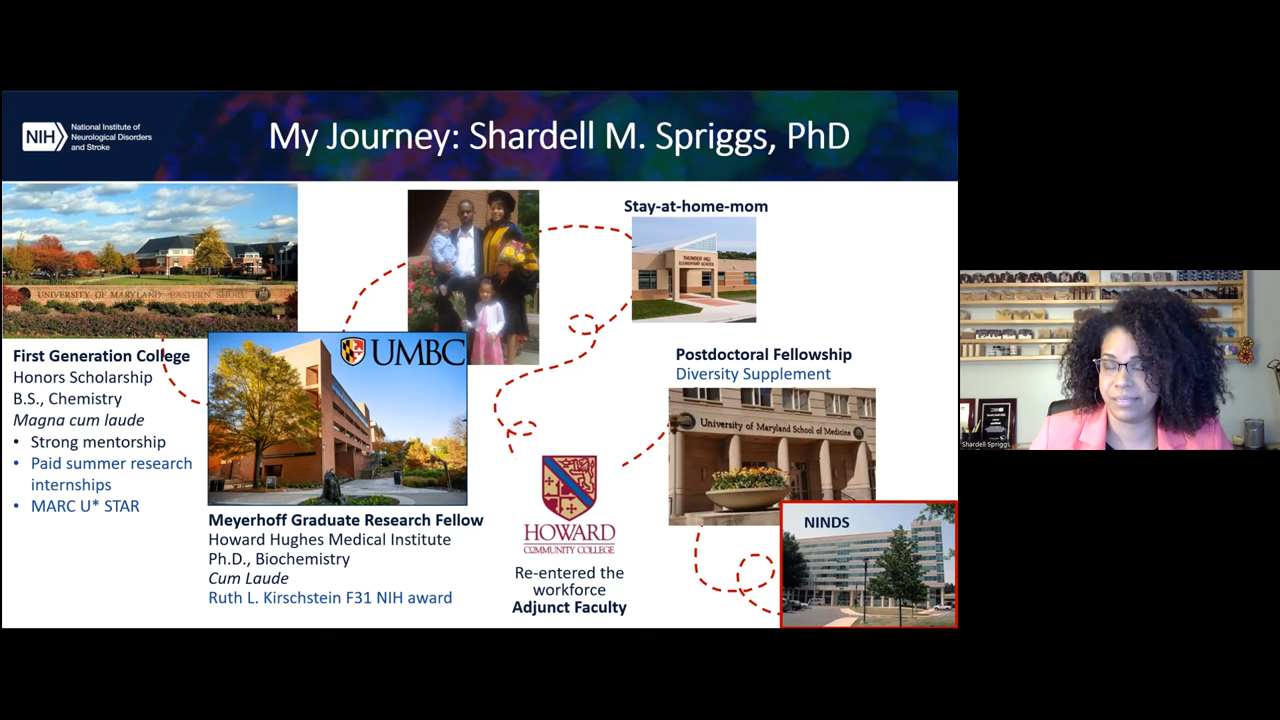 NIH
National Institute of
Neurological Disorders
and Stroke
My Journey: Shardell M. Spriggs, PhD
UNIVERSITY OF MARYLAND EASTERN SHORE
First Generation College
Honors Scholarship
B.S., Chemistry
Magna cum laude
• Strong mentorship
• Paid summer research
internships
• MARC U* STAR
UMBC
Meyerhoff Graduate Research Fellow
Howard Hughes Medical Institute
Ph.D., Biochemistry
Cum Laude
Ruth L. Kirschstein F31 NIH award
Stay-at-home-mom
THUNDER HILL
ELEMENTARY SCHOOL
HOWARD
COMMUNITY COLLEGE
Re-entered the
workforce
Adjunct Faculty
Postdoctoral Fellowship
Diversity Supplement
University of Maryland School of Medicine
NINDS
Shardell Spriggs